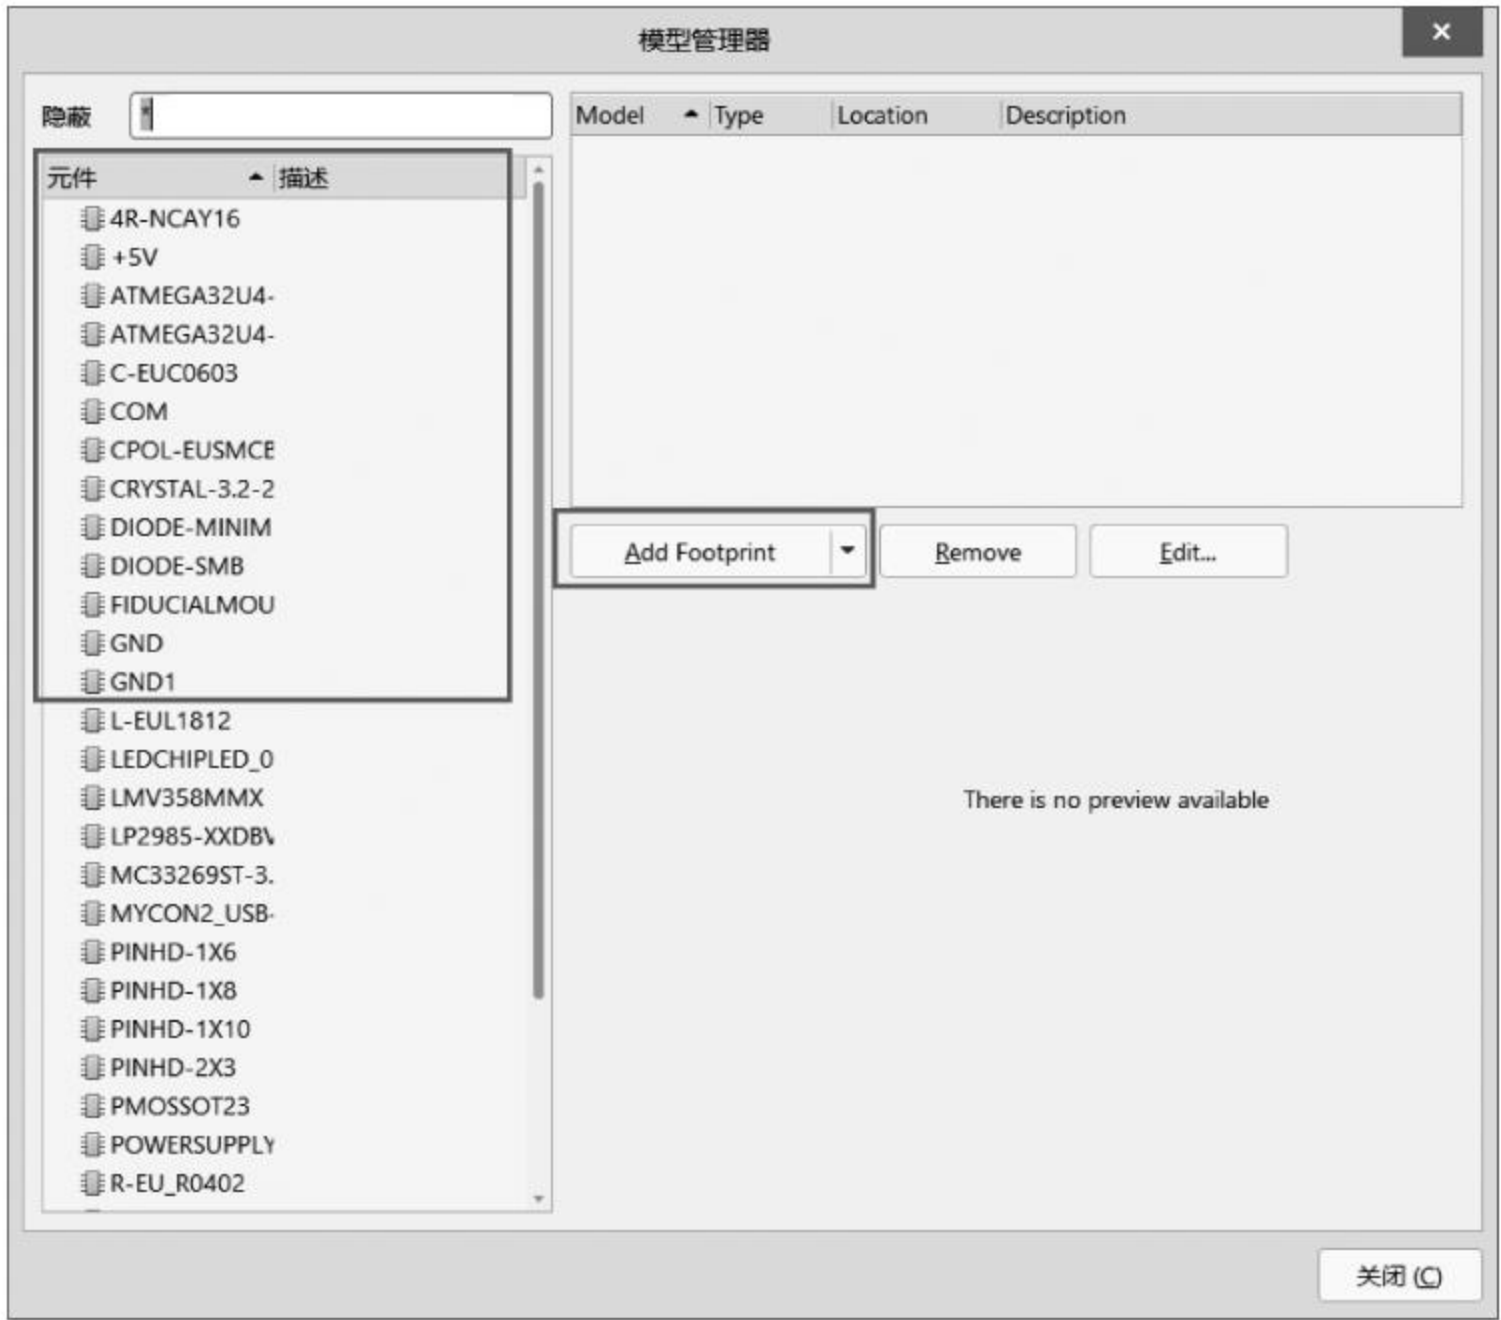 模型管理器
隐蔽 *
Model Type Location Description
元件 描述
4R-NCAY16
+5V
ATMEGA32U4-
ATMEGA32U4-
C-EUC0603
COM
CPOL-EUSMCB
CRYSTAL-3.2-2
DIODE-MINIM
DIODE-SMB
FIDUCIALMOU
GND
GND1
L-EUL1812
LEDCHIPLED_0
LMV358MMX
LP2985-XXDBV
MC33269ST-3.
MYCON2_USB-
PINHD-1X6
PINHD-1X8
PINHD-1X10
PINHD-2X3
PMOSSOT23
POWERSUPPLY
R-EU_R0402
Add Footprint
Remove
Edit...
There is no preview available
关闭 (C)